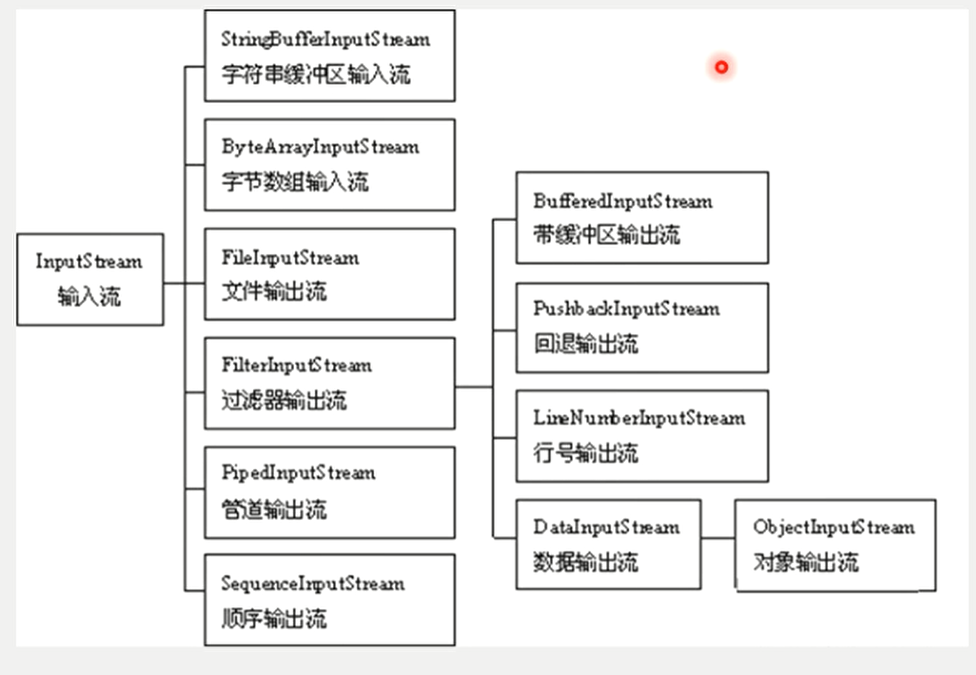 StringBufferInputStream
字符串缓冲区输入流
ByteArrayInputStream
字节数组输入流
InputStream
输入流
FileInputStream
文件输出流
FilterInputStream
过滤器输出流
PipedInputStream
管道输出流
SequenceInputStream
顺序输出流
BufferedInputStream
带缓冲区输出流
PushbackInputStream
回退输出流
LineNumberInputStream
行号输出流
DataInputStream
数据输出流
ObjectInputStream
对象输出流